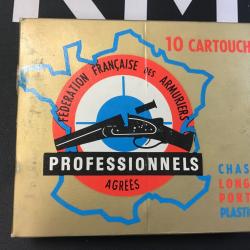 10 CARTOUCH
FÉDÉRATION FRANÇAISE DES ARMURIERS
PROFESSIONNELS
AGRÉÉS
CHAS
LONG
PORT
PLASTI